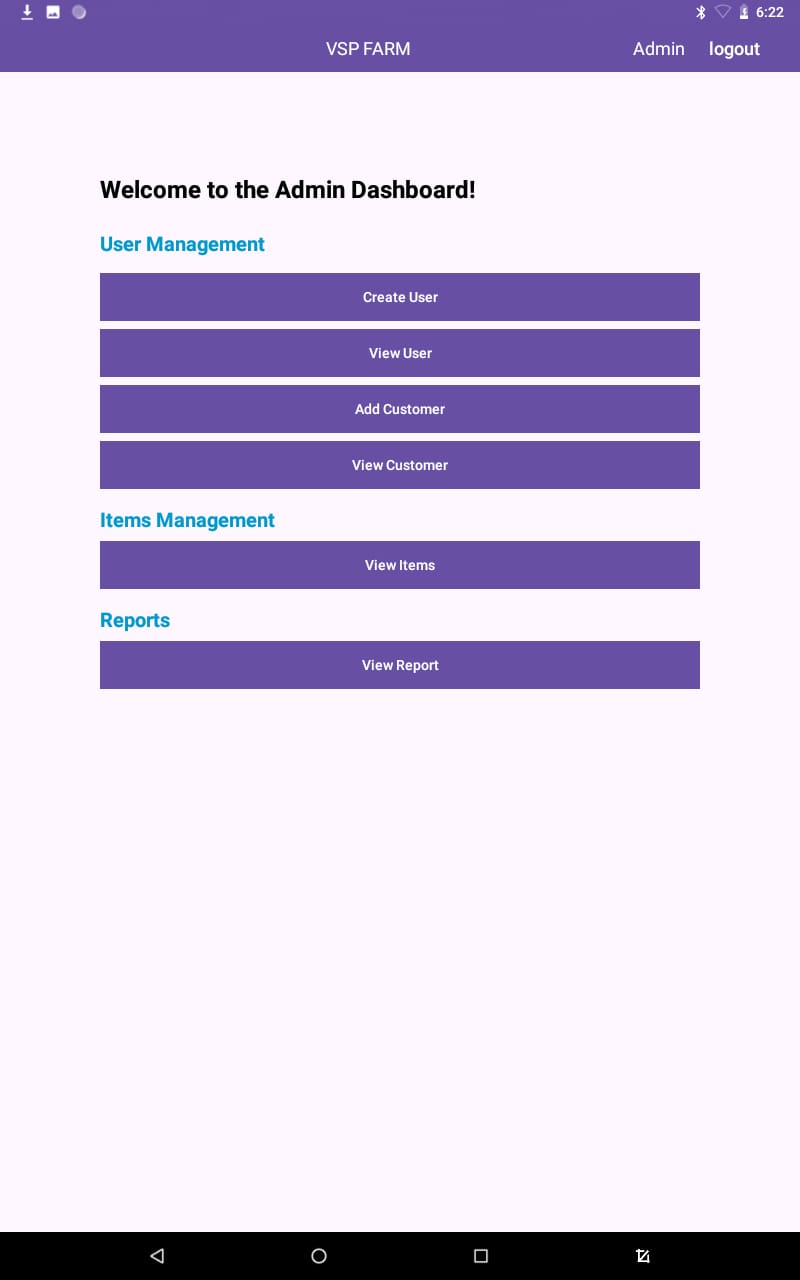 6:22
VSP FARM Admin logout
Welcome to the Admin Dashboard!
User Management
Create User
View User
Add Customer
View Customer
Items Management
View Items
Reports
View Report